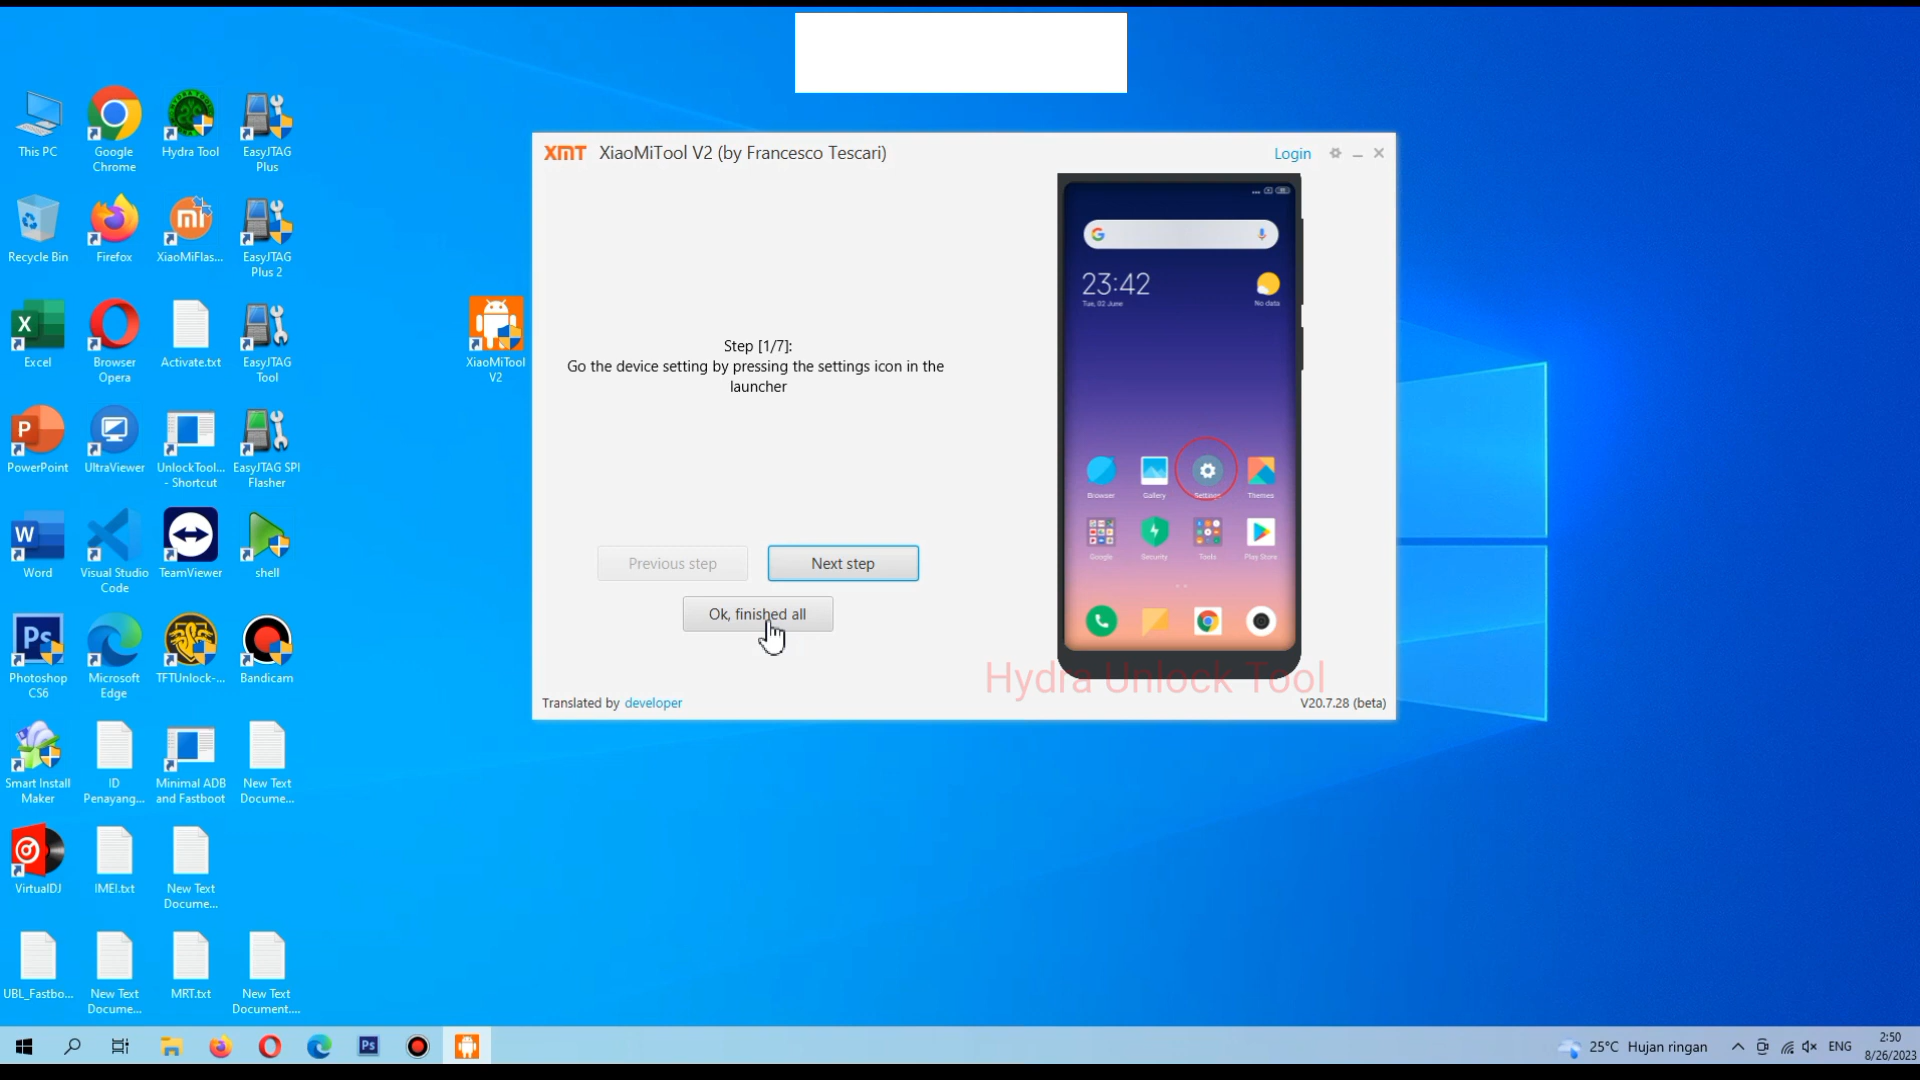 This PC
Google
Chrome
Hydra Tool
EasyJTAG
Plus
Recycle Bin
Firefox
XiaoMiFlas...
EasyJTAG
Plus 2
Excel
Browser
Opera
Activate.txt
EasyJTAG
Tool
PowerPoint
UltraViewer
UnlockTool...
- Shortcut
EasyJTAG SPI
Flasher
Word
Visual Studio
Code
TeamViewer
shell
Photoshop
CS6
Microsoft
Edge
TFTUnlock-...
Bandicam
Smart Install
Maker
ID
Penayang...
Minimal ADB
and Fastboot
New Text
Docume...
VirtualDJ
IMEI.txt
New Text
Docume...
UBL_Fastbo...
New Text
Docume...
MRT.txt
New Text
Document....
XiaoMiTool
V2
XMT XiaoMiTool V2 (by Francesco Tescari)
Login
Step [1/7]:
Go the device setting by pressing the settings icon in the
launcher
Previous step
Next step
Ok, finished all
Translated by developer
V20.7.28 (beta)
23:42
Tue, 02 June
No data
Browser
Gallery
Settings
Themes
Google
Security
Tools
Play Store
Hydra Unlock Tool
25°C Hujan ringan
ENG
2:50
8/26/2023